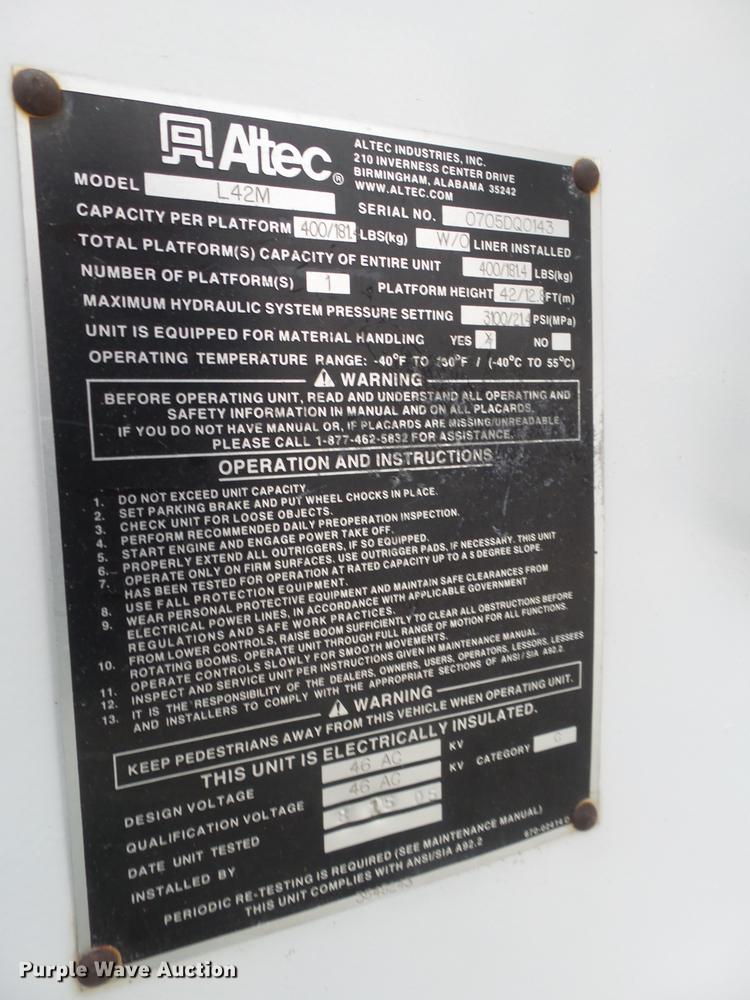 Altec®
ALTEC INDUSTRIES, INC.
210 INVERNESS CENTER DRIVE
BIRMINGHAM, ALABAMA 35242
WWW.ALTEC.COM
MODEL L42M
SERIAL NO. 0705DQ0143
CAPACITY PER PLATFORM 400/181.4 LBS(kg) W/O LINER INSTALLED
TOTAL PLATFORM(S) CAPACITY OF ENTIRE UNIT 400/181.4 LBS(kg)
NUMBER OF PLATFORM(S) 1 PLATFORM HEIGHT 42/12.8 FT(m)
MAXIMUM HYDRAULIC SYSTEM PRESSURE SETTING 3100/21.4 PSI(MPa)
UNIT IS EQUIPPED FOR MATERIAL HANDLING YES X NO
OPERATING TEMPERATURE RANGE: -40°F TO 130°F / (-40°C TO 55°C)
⚠ WARNING
BEFORE OPERATING UNIT, READ AND UNDERSTAND ALL OPERATING AND
SAFETY INFORMATION IN MANUAL AND ON ALL PLACARDS.
IF YOU DO NOT HAVE MANUAL OR, IF PLACARDS ARE MISSING/UNREADABLE
PLEASE CALL 1-877-462-5832 FOR ASSISTANCE.
OPERATION AND INSTRUCTIONS
1. DO NOT EXCEED UNIT CAPACITY.
2. SET PARKING BRAKE AND PUT WHEEL CHOCKS IN PLACE.
3. CHECK UNIT FOR LOOSE OBJECTS.
4. PERFORM RECOMMENDED DAILY PREOPERATION INSPECTION.
5. START ENGINE AND ENGAGE POWER TAKE OFF.
6. PROPERLY EXTEND ALL OUTRIGGERS, IF SO EQUIPPED.
7. OPERATE ONLY ON FIRM SURFACES. USE OUTRIGGER PADS, IF NECESSARY. THIS UNIT
HAS BEEN TESTED FOR OPERATION AT RATED CAPACITY UP TO A 5 DEGREE SLOPE.
8. USE FALL PROTECTION EQUIPMENT.
9. WEAR PERSONAL PROTECTIVE EQUIPMENT AND MAINTAIN SAFE CLEARANCES FROM
ELECTRICAL POWER LINES, IN ACCORDANCE WITH APPLICABLE GOVERNMENT
REGULATIONS AND SAFE WORK PRACTICES.
10. FROM LOWER CONTROLS, RAISE BOOM SUFFICIENTLY TO CLEAR ALL OBSTRUCTIONS BEFORE
ROTATING BOOMS. OPERATE UNIT THROUGH FULL RANGE OF MOTION FOR ALL FUNCTIONS.
11. OPERATE CONTROLS SLOWLY FOR SMOOTH MOVEMENTS.
12. INSPECT AND SERVICE UNIT PER INSTRUCTIONS GIVEN IN MAINTENANCE MANUAL.
13. IT IS THE RESPONSIBILITY OF THE DEALERS, OWNERS, USERS, OPERATORS, LESSORS, LESSEES
AND INSTALLERS TO COMPLY WITH THE APPROPRIATE SECTIONS OF ANSI/SIA A92.2.
⚠ WARNING
KEEP PEDESTRIANS AWAY FROM THIS VEHICLE WHEN OPERATING UNIT.
THIS UNIT IS ELECTRICALLY INSULATED.
DESIGN VOLTAGE 46 AC KV CATEGORY C
QUALIFICATION VOLTAGE 46 AC KV
DATE UNIT TESTED 8 15 05
INSTALLED BY
PERIODIC RE-TESTING IS REQUIRED (SEE MAINTENANCE MANUAL)
THIS UNIT COMPLIES WITH ANSI/SIA A92.2 970-02414 D
Purple Wave Auction